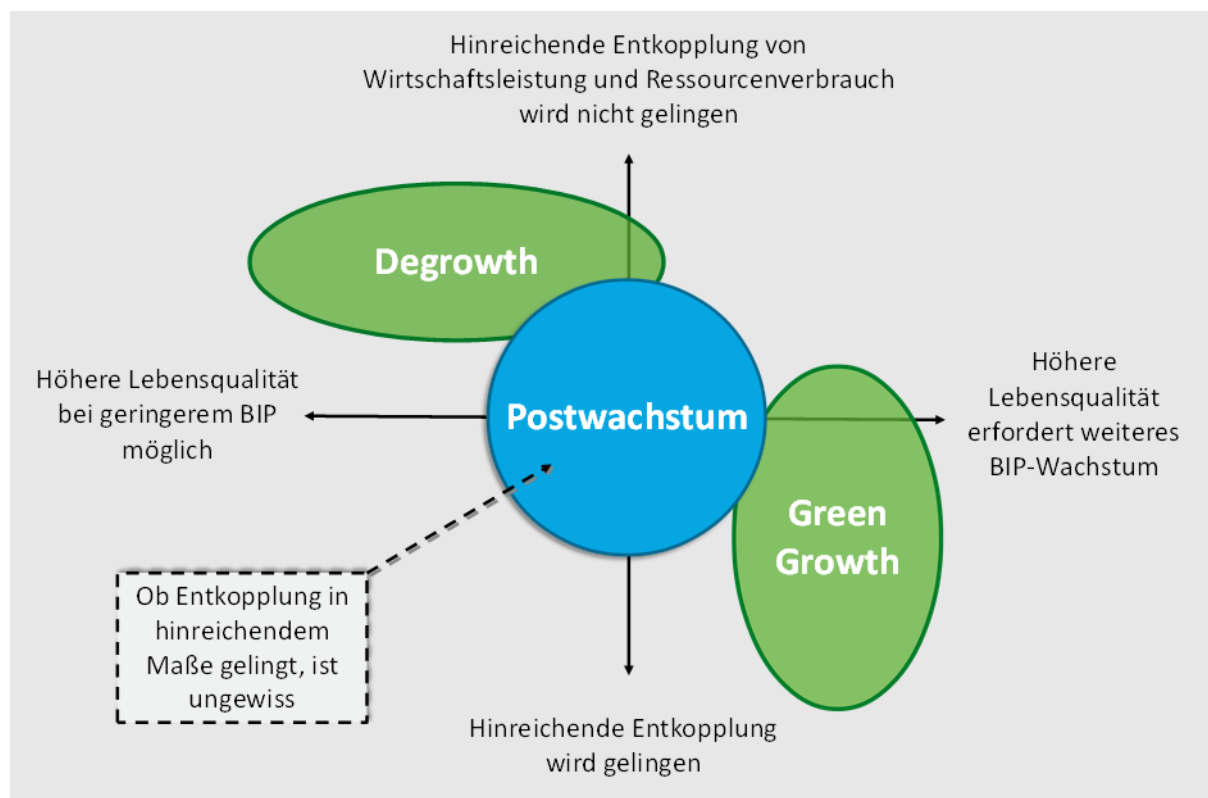 Hinreichende Entkopplung von
Wirtschaftsleistung und Ressourcenverbrauch
wird nicht gelingen
Degrowth
Höhere Lebensqualität
bei geringerem BIP
möglich
Postwachstum
Höhere
Lebensqualität
erfordert weiteres
BIP-Wachstum
Green
Growth
Ob Entkopplung in
hinreichendem
Maße gelingt, ist
ungewiss
Hinreichende Entkopplung
wird gelingen